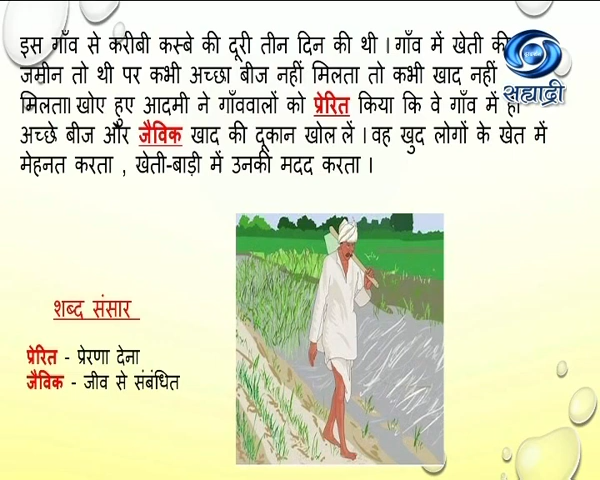 इस गाँव से करीबी कस्बे की दूरी तीन दिन की थी । गाँव में खेती की
जमीन तो थी पर कभी अच्छा बीज नहीं मिलता तो कभी खाद नहीं
मिलता। खोए हुए आदमी ने गाँववालों को प्रेरित किया कि वे गाँव में ही
अच्छे बीज और जैविक खाद की दूकान खोल लें । वह खुद लोगों के खेत में
मेहनत करता , खेती-बाड़ी में उनकी मदद करता ।
सह्याद्री
शब्द संसार
प्रेरित - प्रेरणा देना
जैविक - जीव से संबंधित